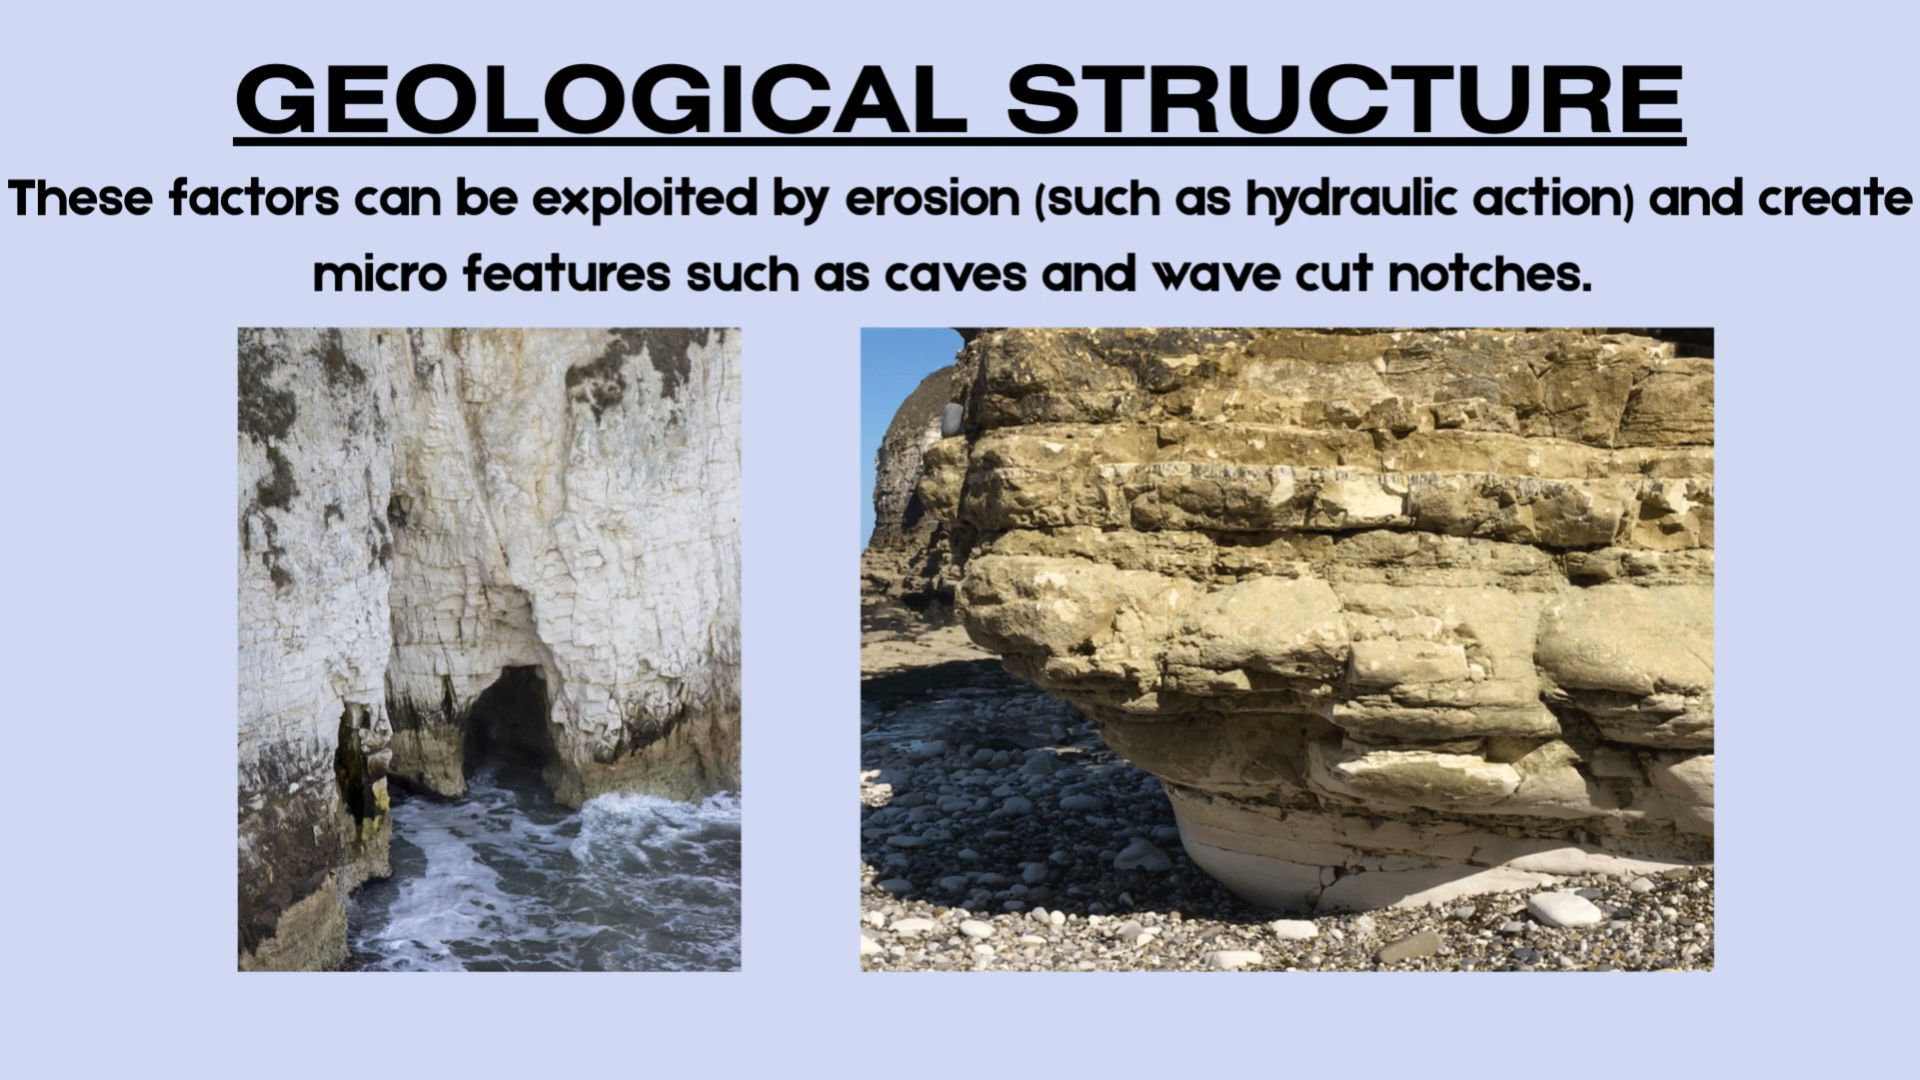 GEOLOGICAL STRUCTURE
These factors can be exploited by erosion (such as hydraulic action) and create
micro features such as caves and wave cut notches.